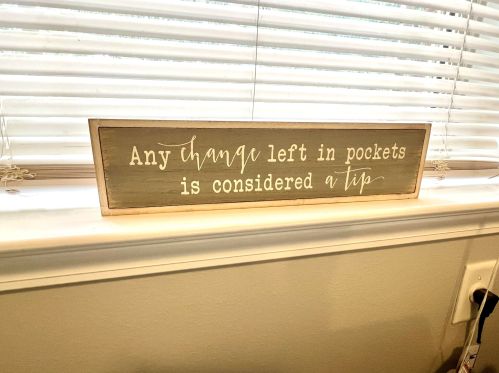 Any change left in pockets
is considered a tip